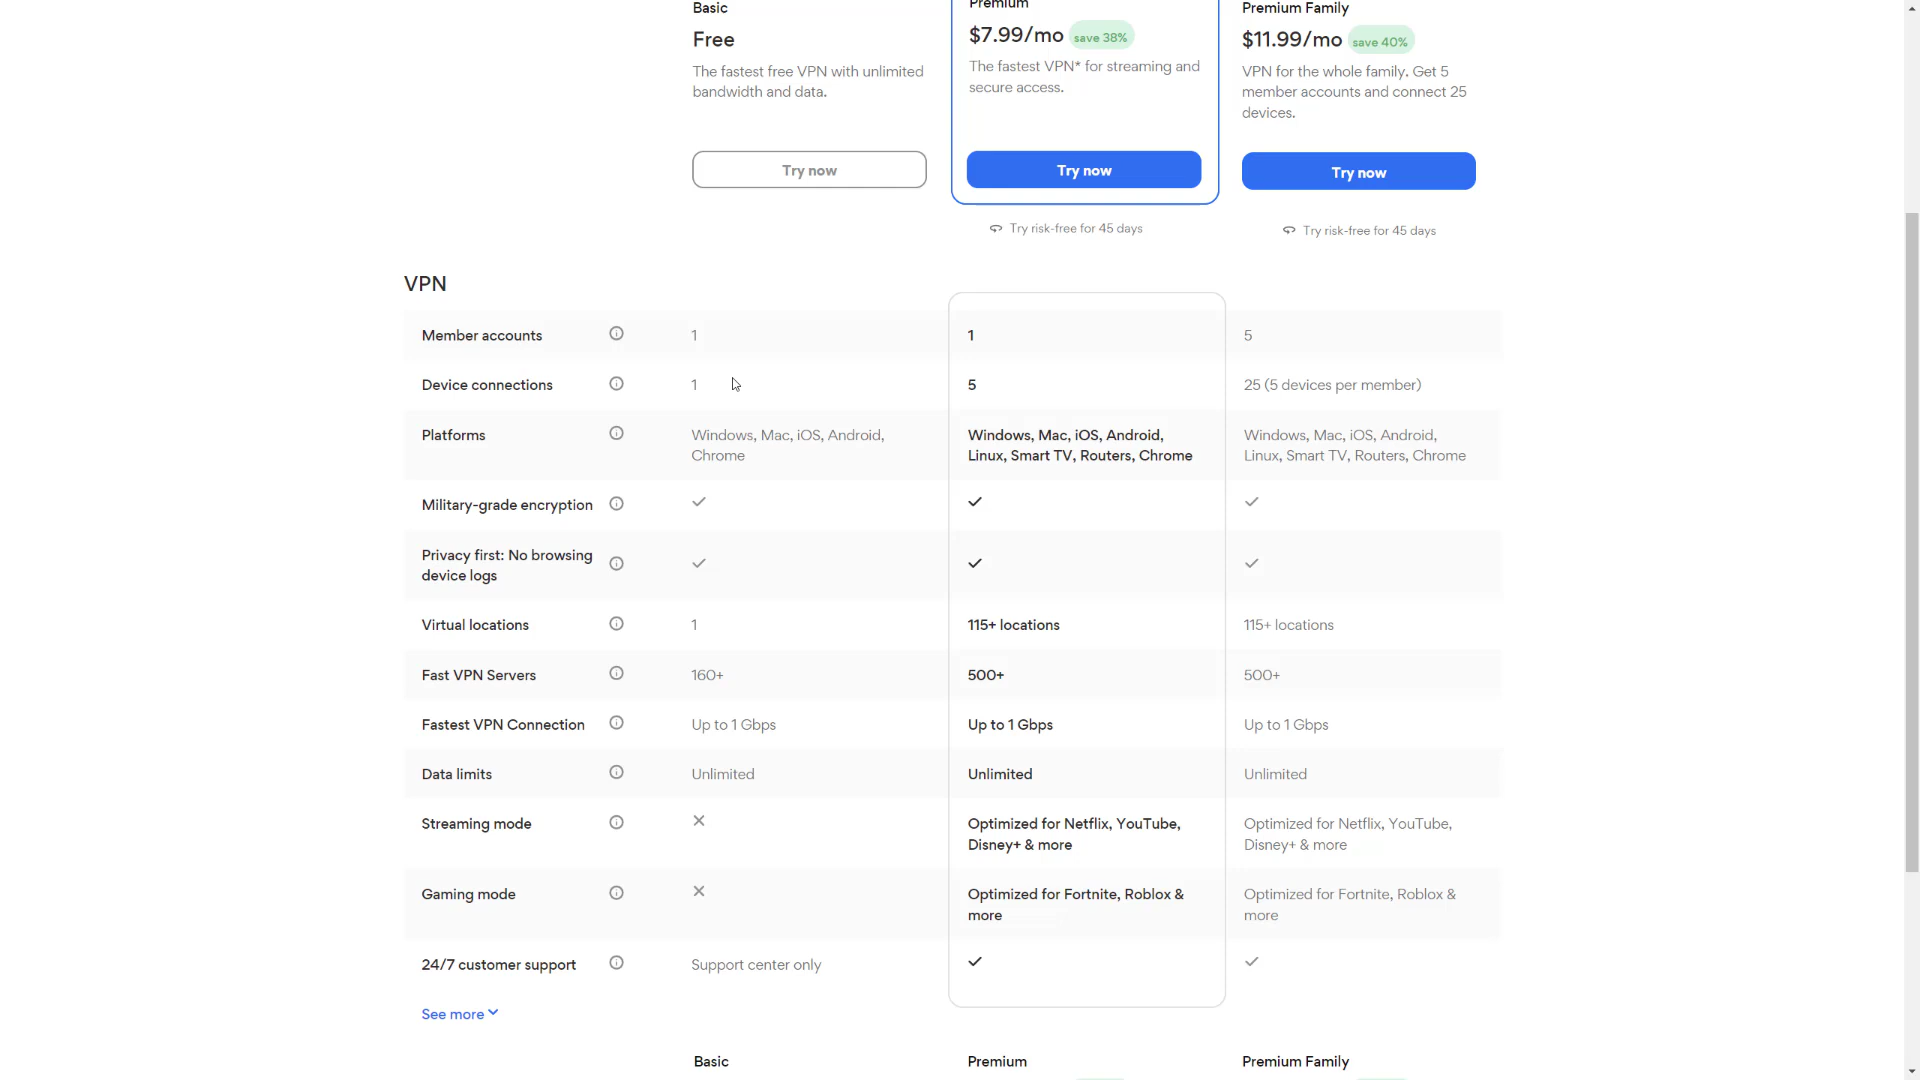 Basic
Premium
Premium Family
Free
$7.99/mo save 38%
$11.99/mo save 40%
The fastest free VPN with unlimited
bandwidth and data.
The fastest VPN* for streaming and
secure access.
VPN for the whole family. Get 5
member accounts and connect 25
devices.
Try now
Try now
Try now
Try risk-free for 45 days
Try risk-free for 45 days
VPN
Member accounts 1 1 5
Device connections 1 5 25 (5 devices per member)
Platforms
Windows, Mac, iOS, Android,
Chrome
Windows, Mac, iOS, Android,
Linux, Smart TV, Routers, Chrome
Windows, Mac, iOS, Android,
Linux, Smart TV, Routers, Chrome
Military-grade encryption
Privacy first: No browsing
device logs
Virtual locations 1 115+ locations 115+ locations
Fast VPN Servers 160+ 500+ 500+
Fastest VPN Connection Up to 1 Gbps Up to 1 Gbps Up to 1 Gbps
Data limits Unlimited Unlimited Unlimited
Streaming mode
Optimized for Netflix, YouTube,
Disney+ & more
Optimized for Netflix, YouTube,
Disney+ & more
Gaming mode
Optimized for Fortnite, Roblox &
more
Optimized for Fortnite, Roblox &
more
24/7 customer support Support center only
See more
Basic Premium Premium Family